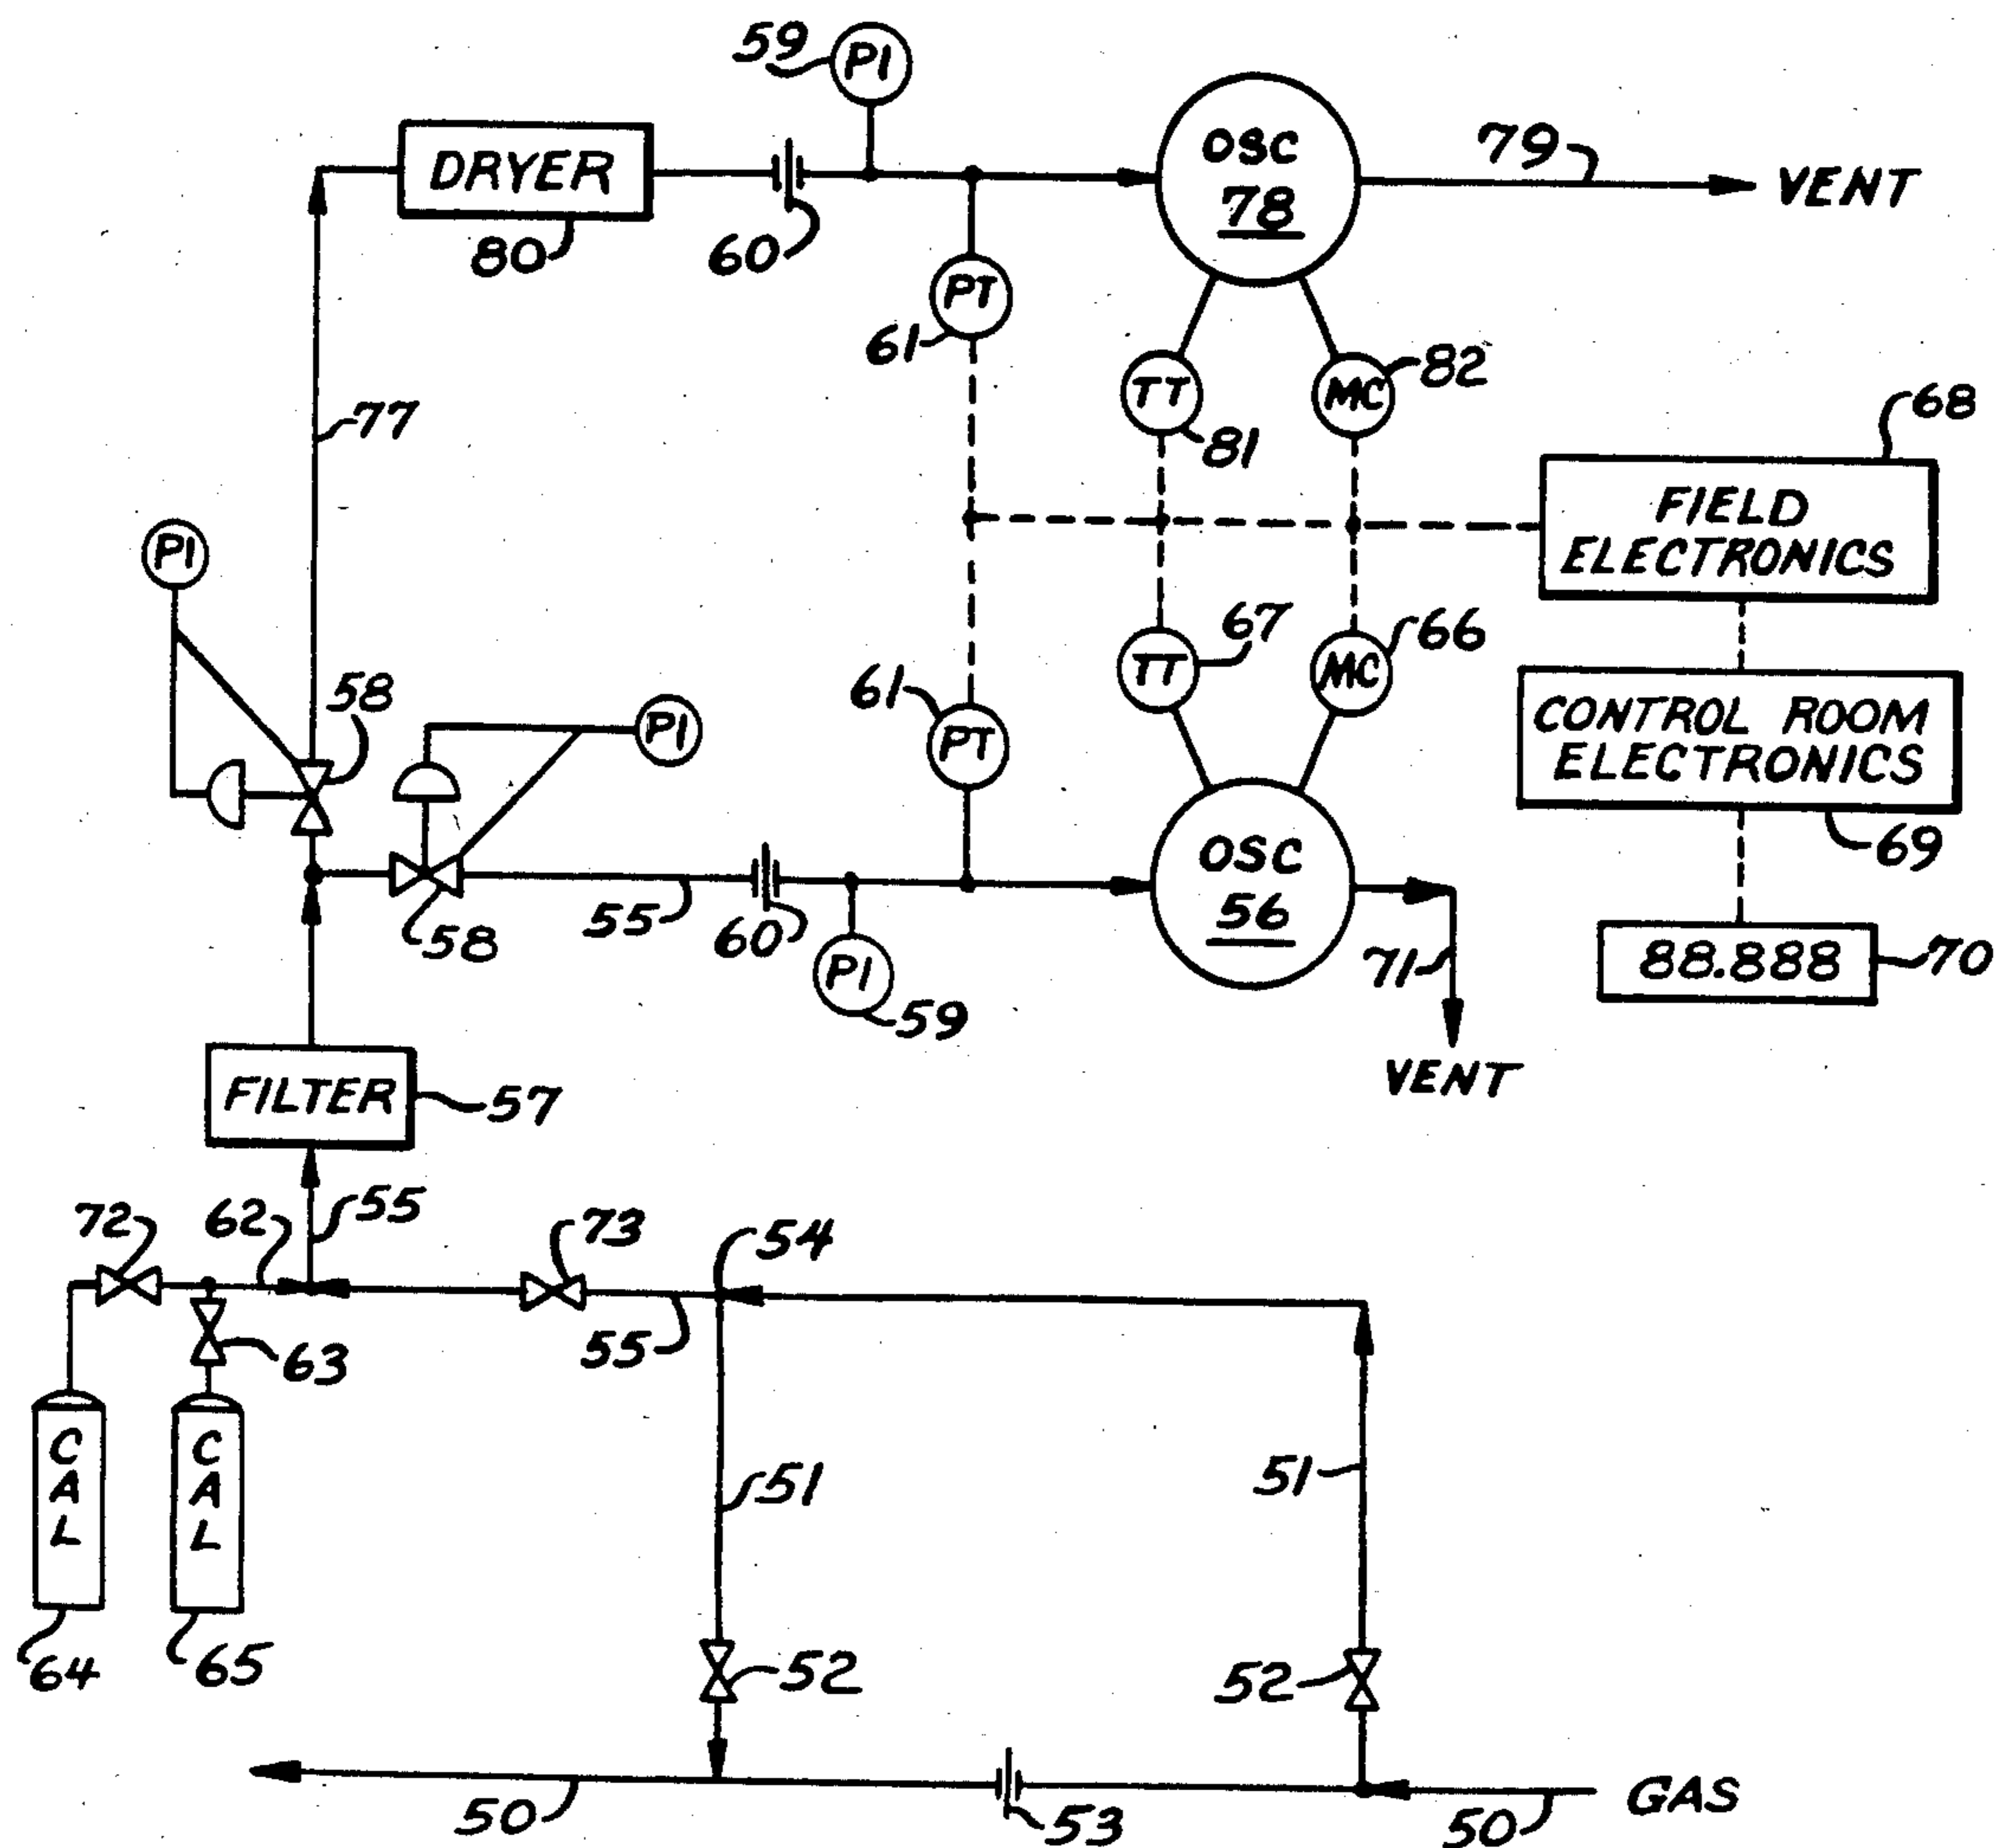 59
PI
OSC
78
79
VENT
DRYER
80
60
PT
61
TT
81
MC
82
68
FIELD
ELECTRONICS
77
PI
58
PI
61
PT
TT
67
MC
66
CONTROL ROOM
ELECTRONICS
69
58
55
60
PI
59
OSC
56
71
VENT
88.888
70
FILTER
57
72
62
55
73
54
63
55
CAL
64
CAL
65
51
51
52
52
50
53
50
GAS